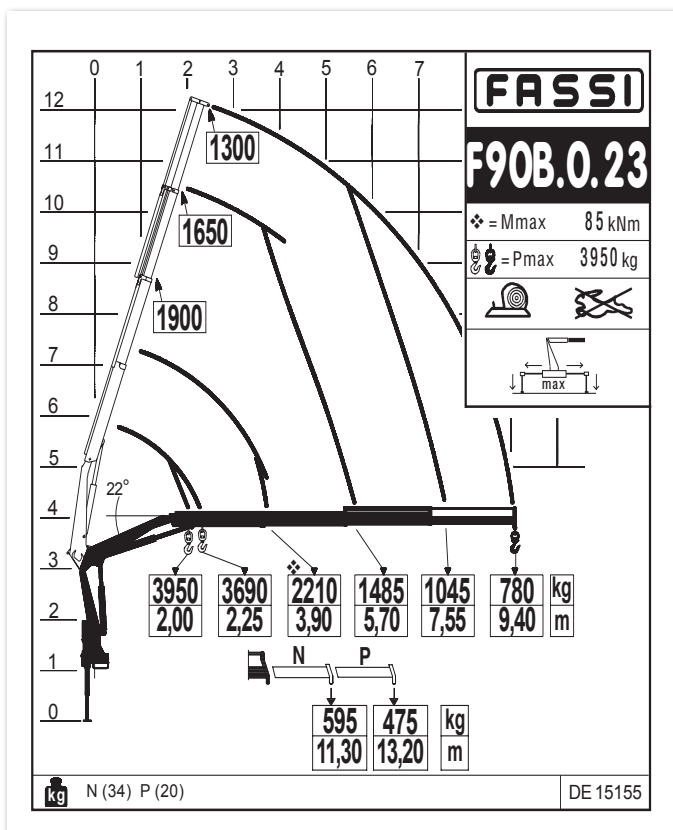 0 1 2 3 4 5 6 7
FASSI
F90B.0.23
❖ = Mmax 85 kNm
= Pmax 3950 kg
max
12
11
10
9
8
7
6
5
4
3
2
1
0
1300
1650
1900
22°
❖
3950 3690 2210 1485 1045 780 kg
2,00 2,25 3,90 5,70 7,55 9,40 m
N P
595 475 kg
11,30 13,20 m
kg N (34) P (20)
DE 15155